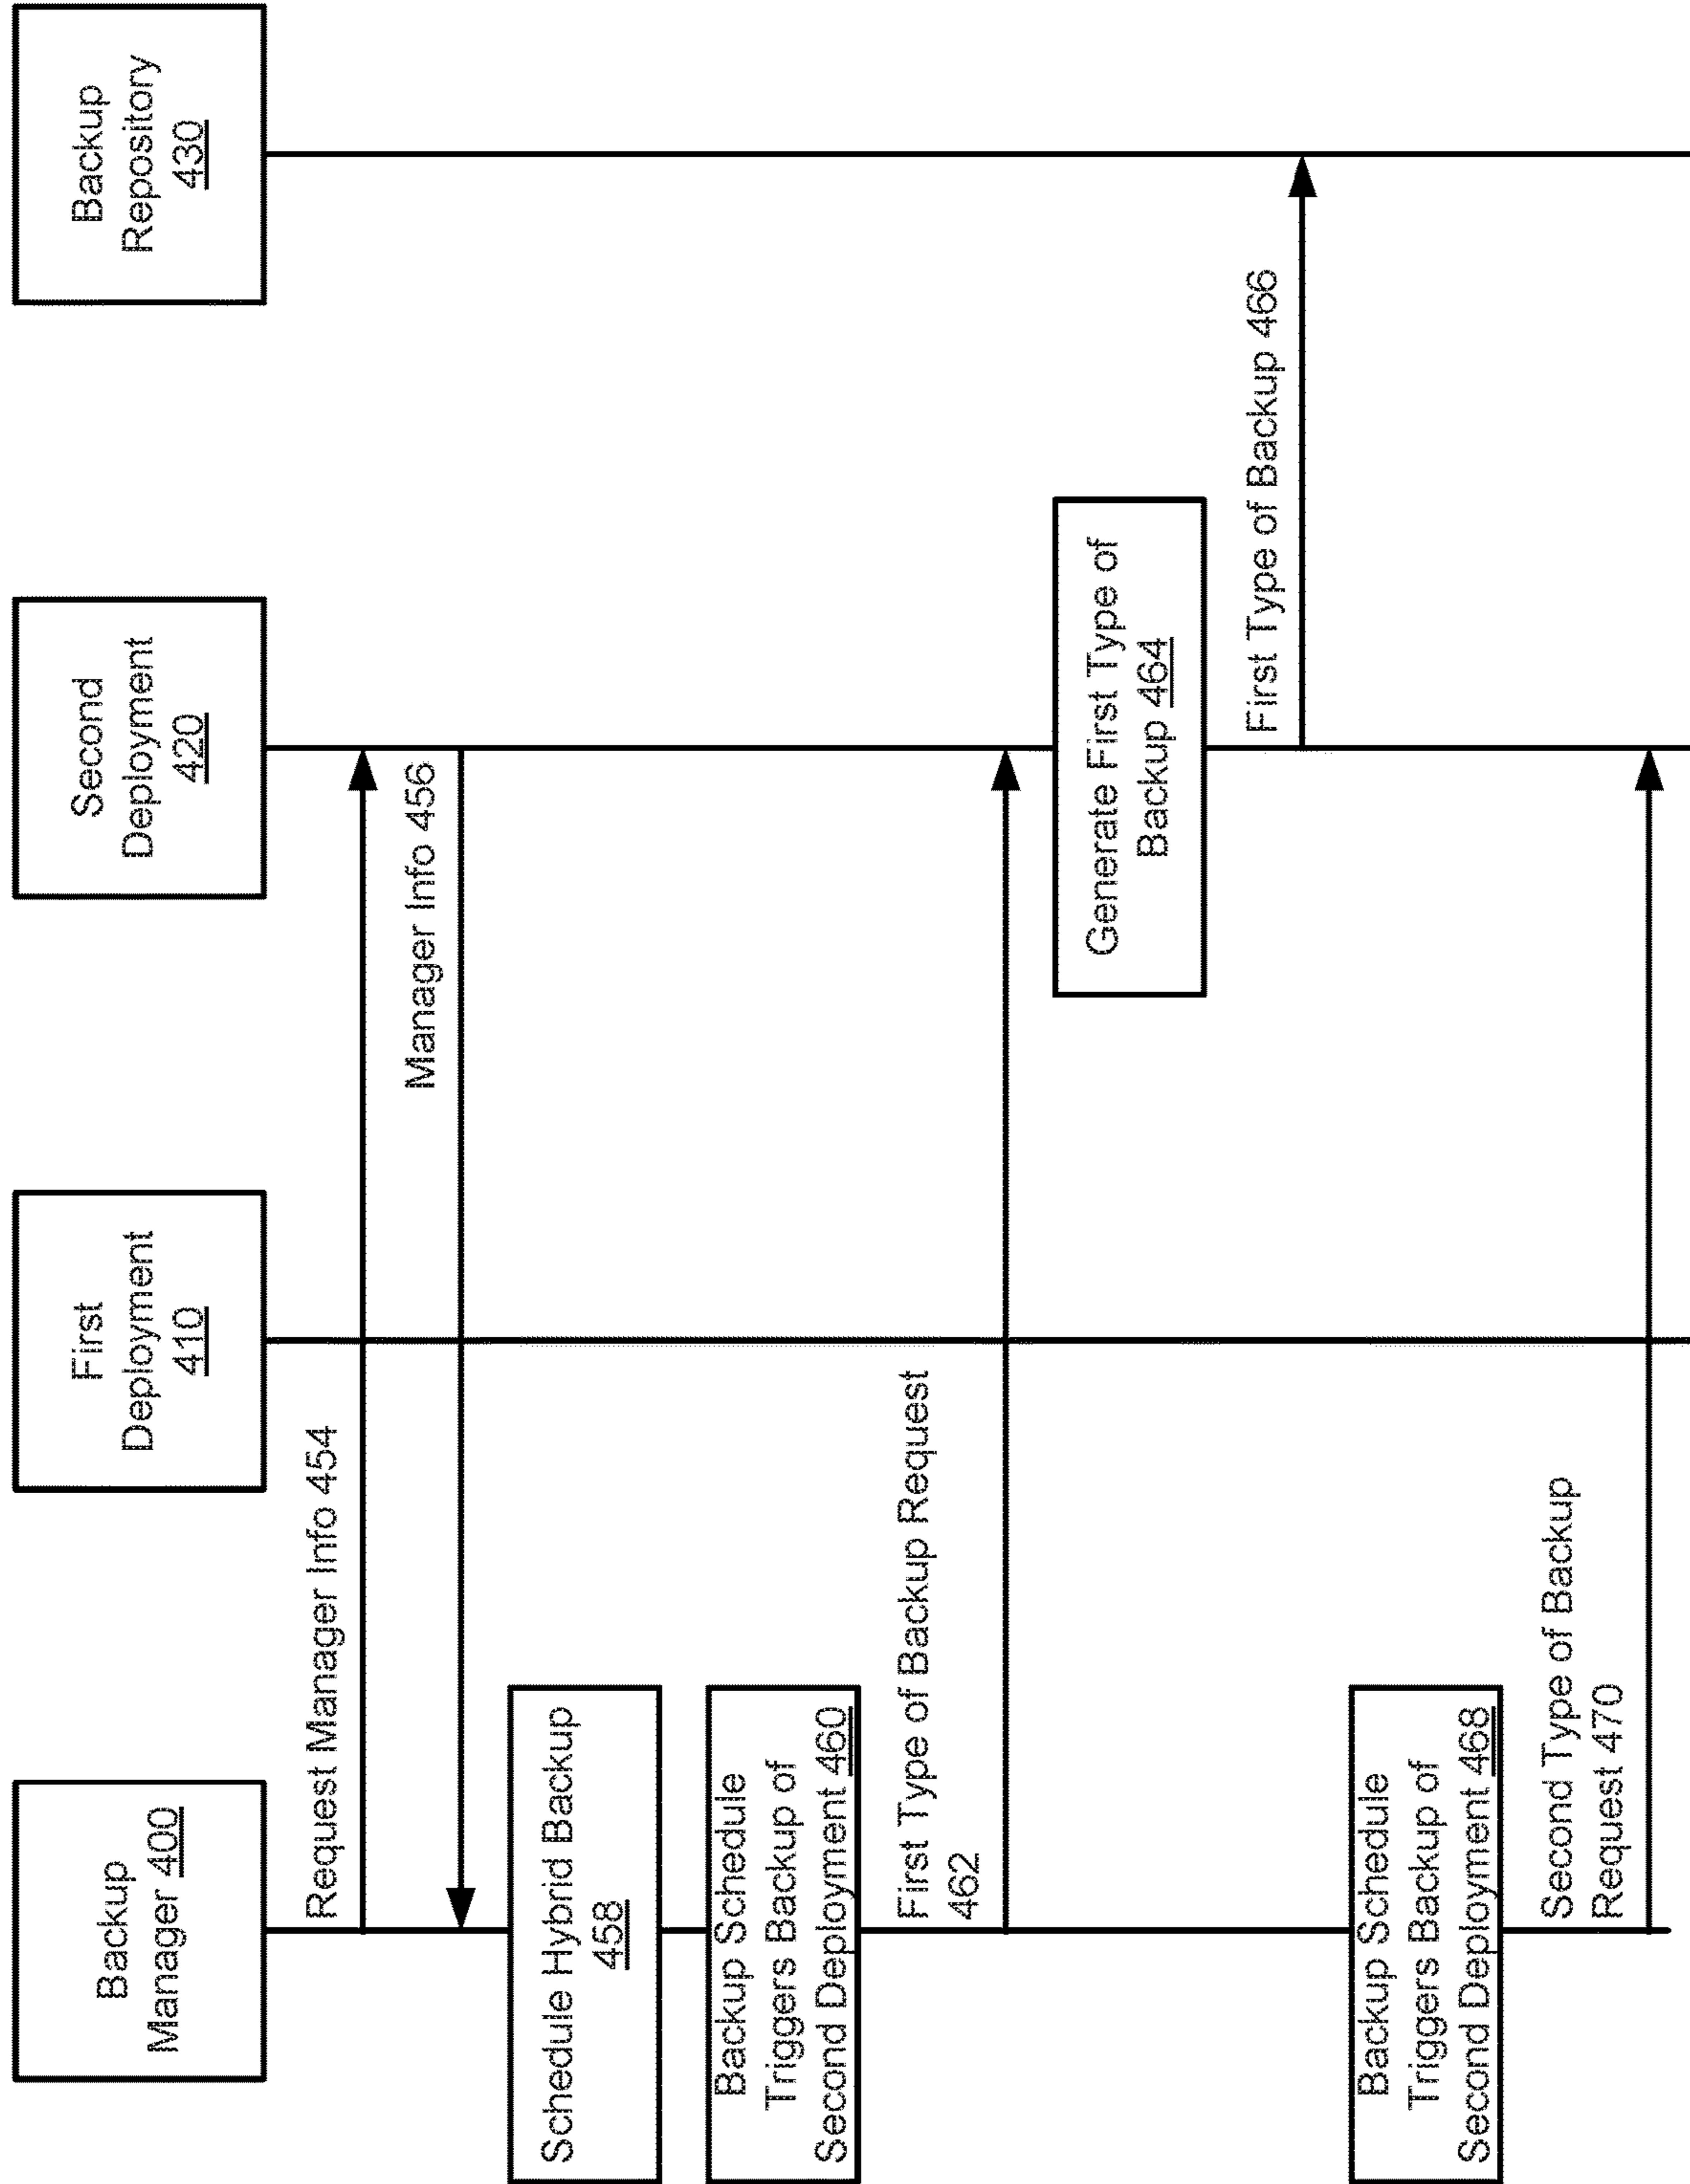 Backup
Manager 400
First
Deployment
410
Second
Deployment
420
Backup
Repository
430
Request Manager Info 454
Manager Info 456
Schedule Hybrid Backup
458
Backup Schedule
Triggers Backup of
Second Deployment 460
First Type of Backup Request
462
Generate First Type of
Backup 464
First Type of Backup 466
Backup Schedule
Triggers Backup of
Second Deployment 468
Second Type of Backup
Request 470